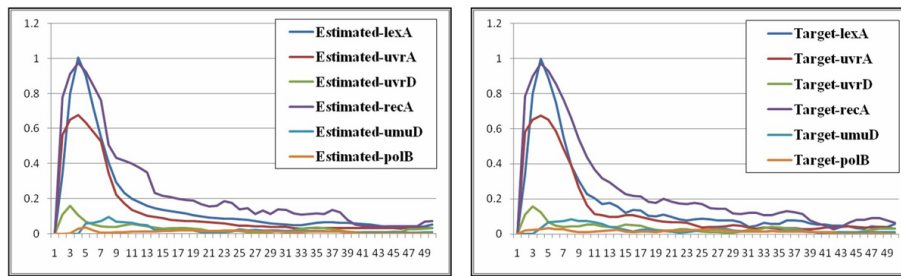 1.2
1
0.8
0.6
0.4
0.2
0
1 3 5 7 9 11 13 15 17 19 21 23 25 27 29 31 33 35 37 39 41 43 45 47 49
Estimated-lexA
Estimated-uvrA
Estimated-uvrD
Estimated-recA
Estimated-umuD
Estimated-polB
1.2
1
0.8
0.6
0.4
0.2
0
1 3 5 7 9 11 13 15 17 19 21 23 25 27 29 31 33 35 37 39 41 43 45 47 49
Target-lexA
Target-uvrA
Target-uvrD
Target-recA
Target-umuD
Target-polB